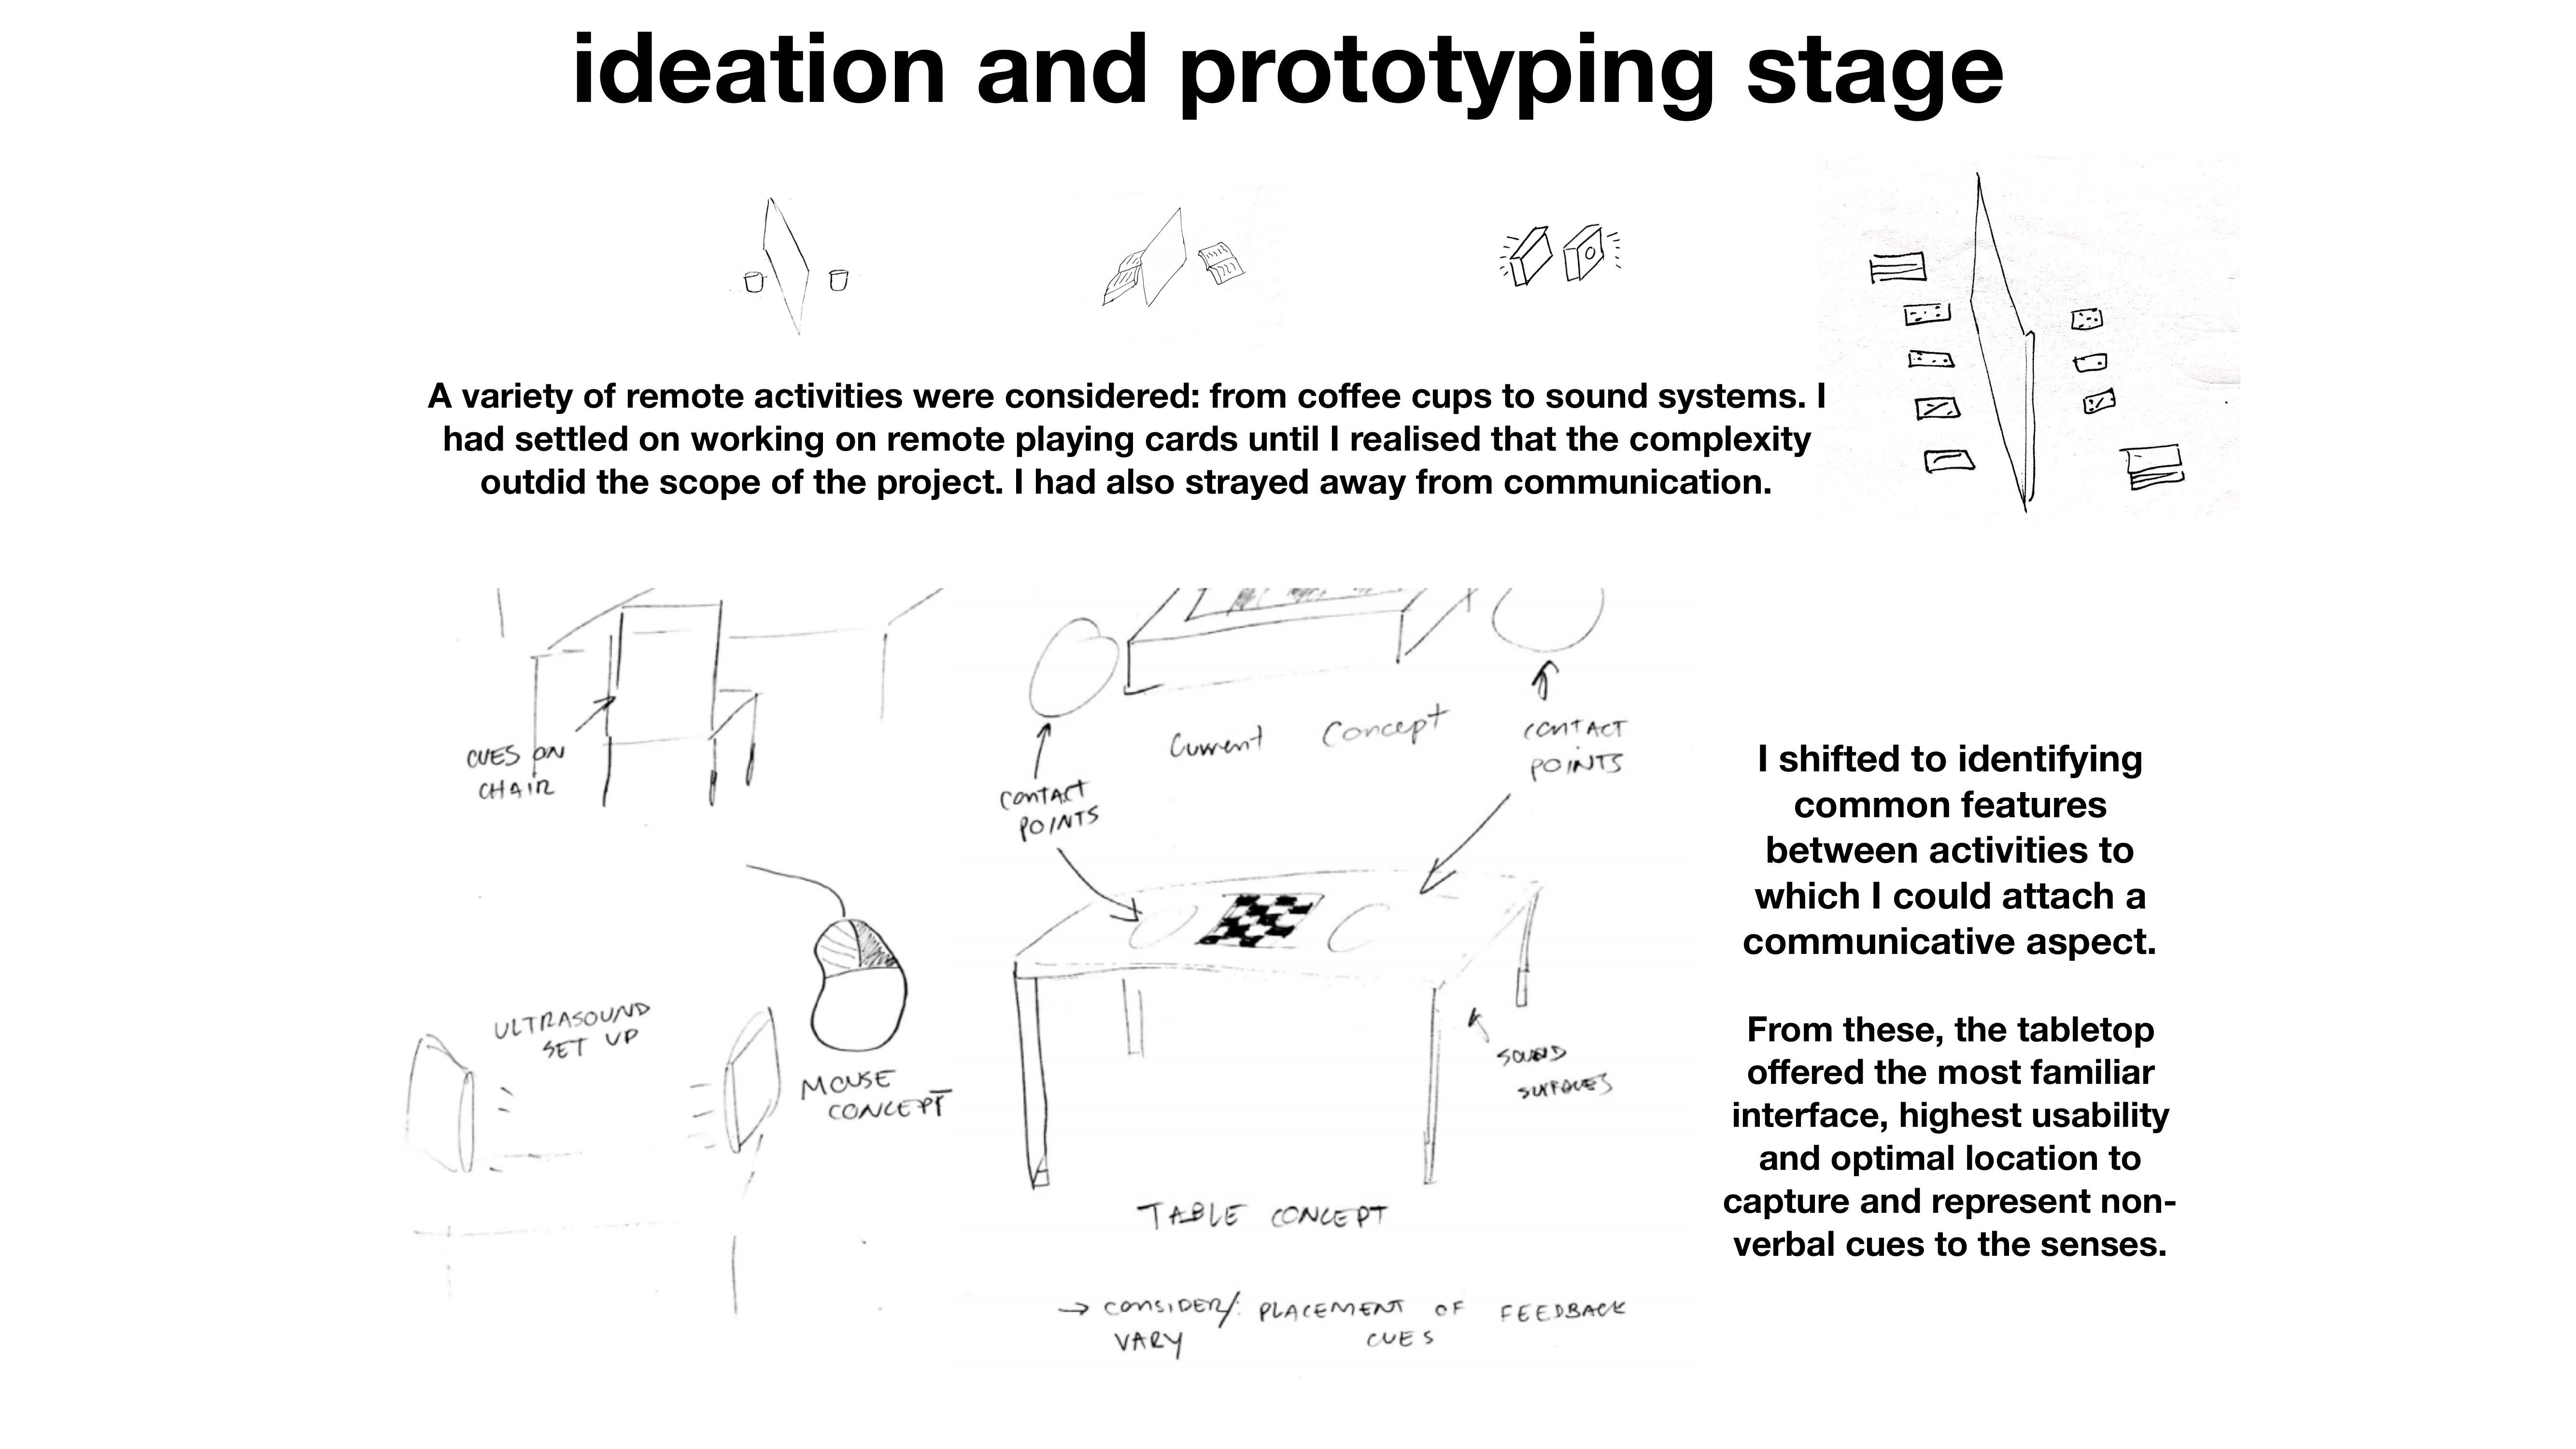 ideation and prototyping stage
A variety of remote activities were considered: from coffee cups to sound systems. I
had settled on working on remote playing cards until I realised that the complexity
outdid the scope of the project. I had also strayed away from communication.
CUES ON
CHAIR
CONTACT
POINTS
Current Concept
CONTACT
POINTS
I shifted to identifying
common features
between activities to
which I could attach a
communicative aspect.
From these, the tabletop
offered the most familiar
interface, highest usability
and optimal location to
capture and represent non-
verbal cues to the senses.
ULTRASOUND
SET UP
MOUSE
CONCEPT
SOUND
SURFACES
TABLE CONCEPT
→ CONSIDER/: PLACEMENT OF FEEDBACK
VARY CUES